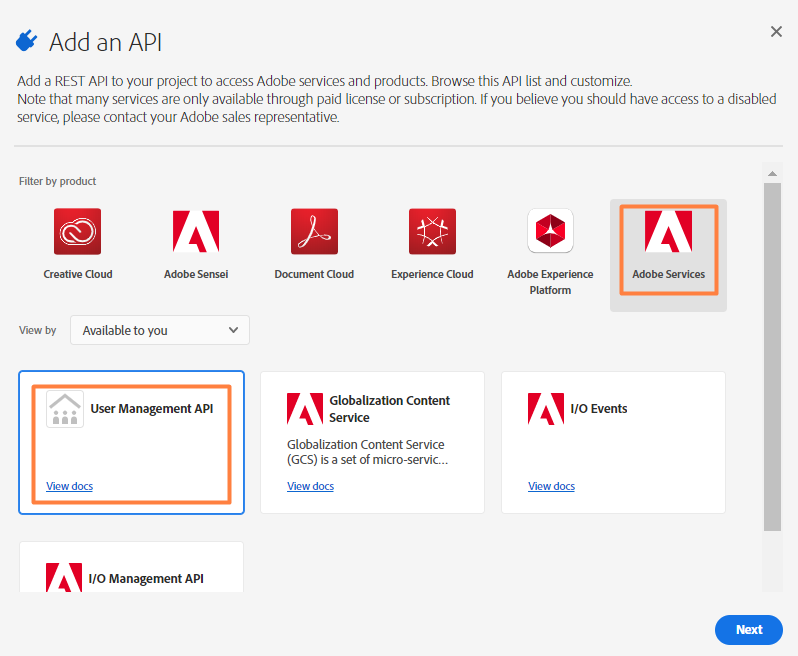 Add an API
Add a REST API to your project to access Adobe services and products. Browse this API list and customize.
Note that many services are only available through paid license or subscription. If you believe you should have access to a disabled
service, please contact your Adobe sales representative.
Filter by product
Creative Cloud
Adobe Sensei
Document Cloud
Experience Cloud
Adobe Experience
Platform
Adobe Services
View by
Available to you
User Management API
View docs
Globalization Content
Service
Globalization Content Service
(GCS) is a set of micro-servic...
View docs
I/O Events
View docs
I/O Management API
Next